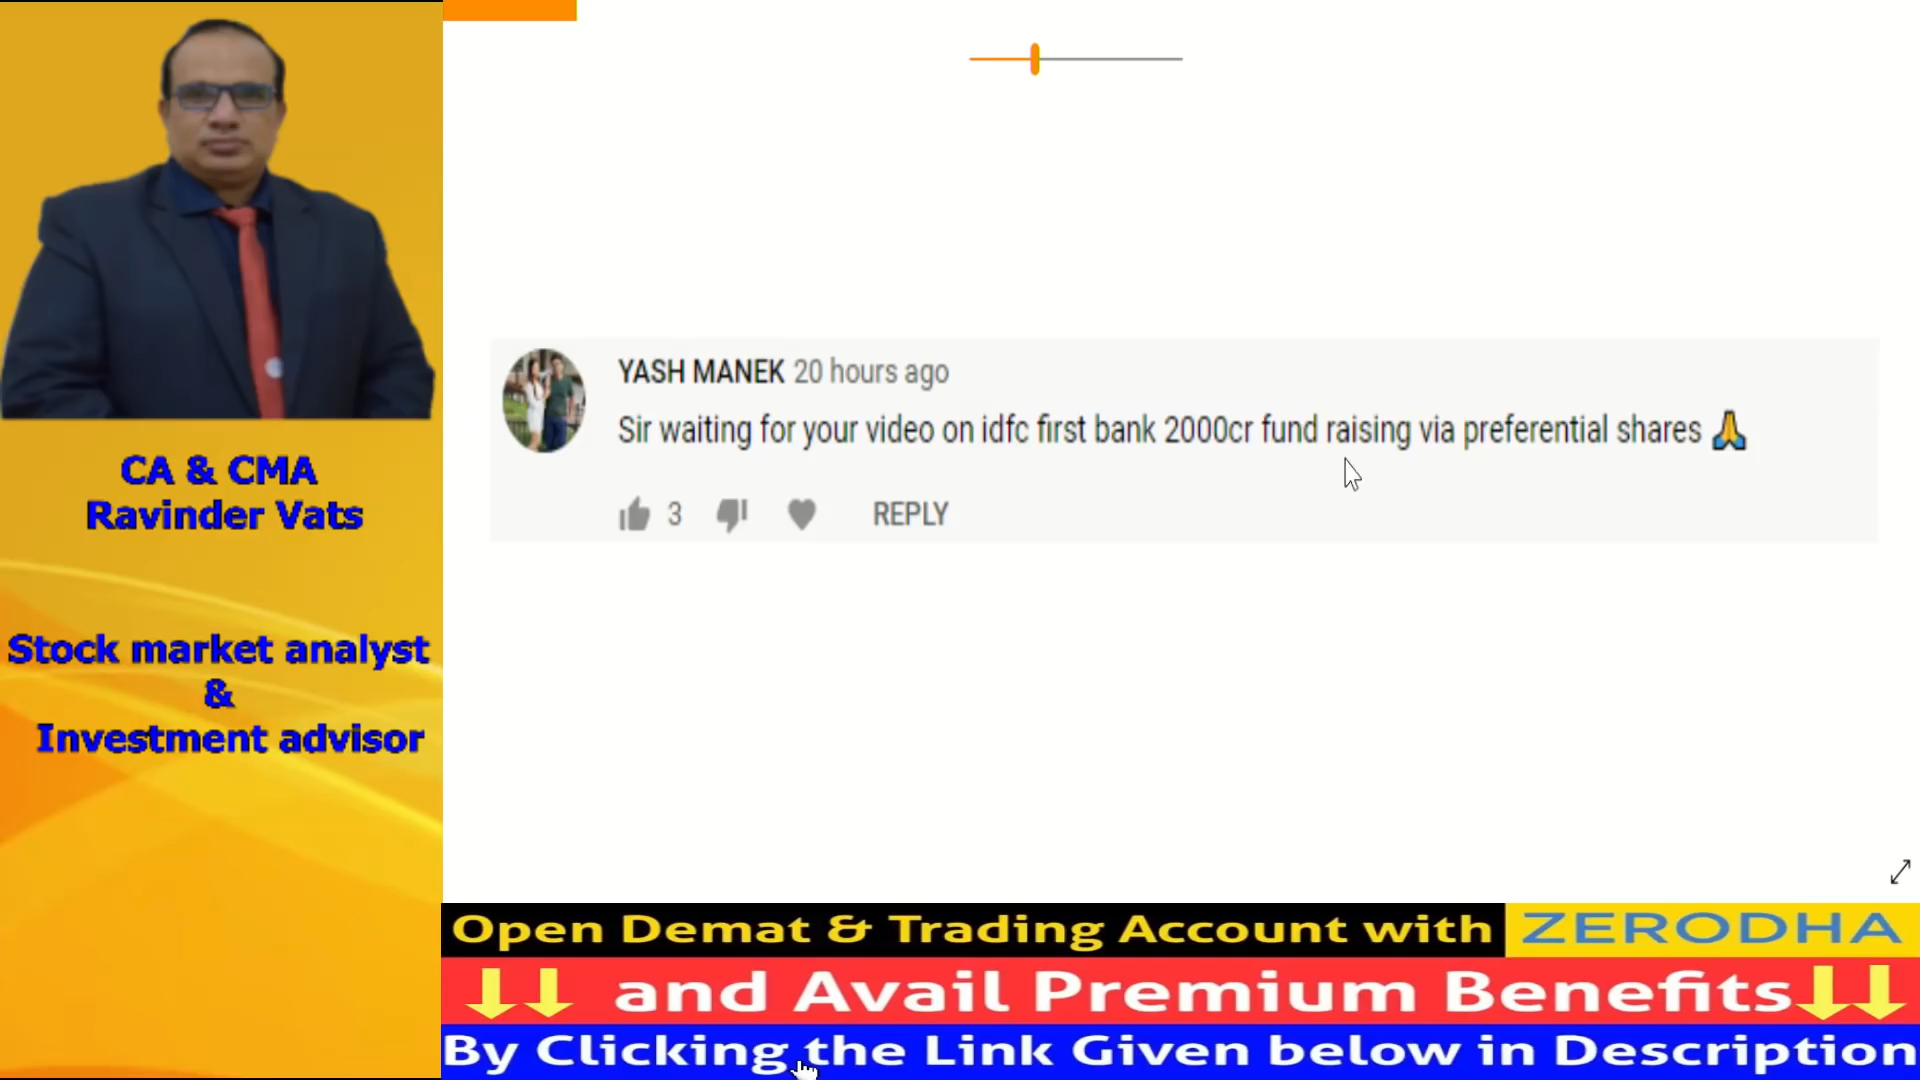 CA & CMA
Ravinder Vats
Stock market analyst
&
Investment advisor
YASH MANEK 20 hours ago
Sir waiting for your video on idfc first bank 2000cr fund raising via preferential shares 🙏
3 REPLY
Open Demat & Trading Account with ZERODHA
and Avail Premium Benefits
By Clicking the Link Given below in Description